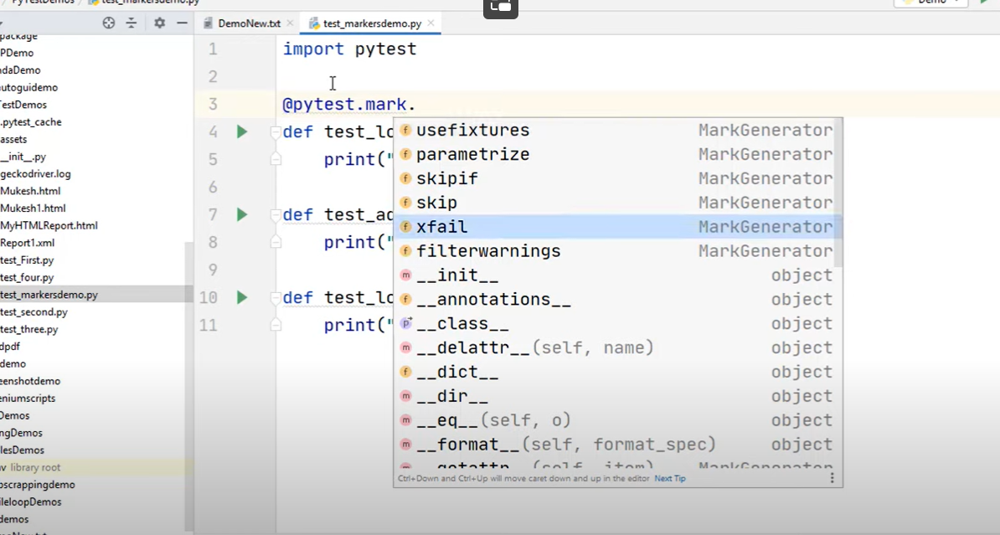 PyTestDemos test_markersdemo.py Demo
DemoNew.txt test_markersdemo.py
package
PDemo
ndaDemo
autoguidemo
TestDemos
.pytest_cache
assets
__init__.py
geckodriver.log
Mukesh.html
Mukesh1.html
MyHTMLReport.html
Report1.xml
test_First.py
test_four.py
test_markersdemo.py
test_second.py
test_three.py
dpdf
demo
eenshotdemo
eniumscripts
Demos
ngDemos
lesDemos
v library root
bscrappingdemo
ileloopDemos
demos
1 import pytest
2
3 @pytest.mark.
4 def test_lo
5 print("
6
7 def test_ad
8 print("
9
10 def test_lo
11 print("
usefixtures MarkGenerator
parametrize MarkGenerator
skipif MarkGenerator
skip MarkGenerator
xfail MarkGenerator
filterwarnings MarkGenerator
__init__ object
__annotations__ object
__class__ object
__delattr__(self, name) object
__dict__ object
__dir__ object
__eq__(self, o) object
__format__(self, format_spec) object
__getattr__(self, item) MarkGenerator
Ctrl+Down and Ctrl+Up will move caret down and up in the editor Next Tip